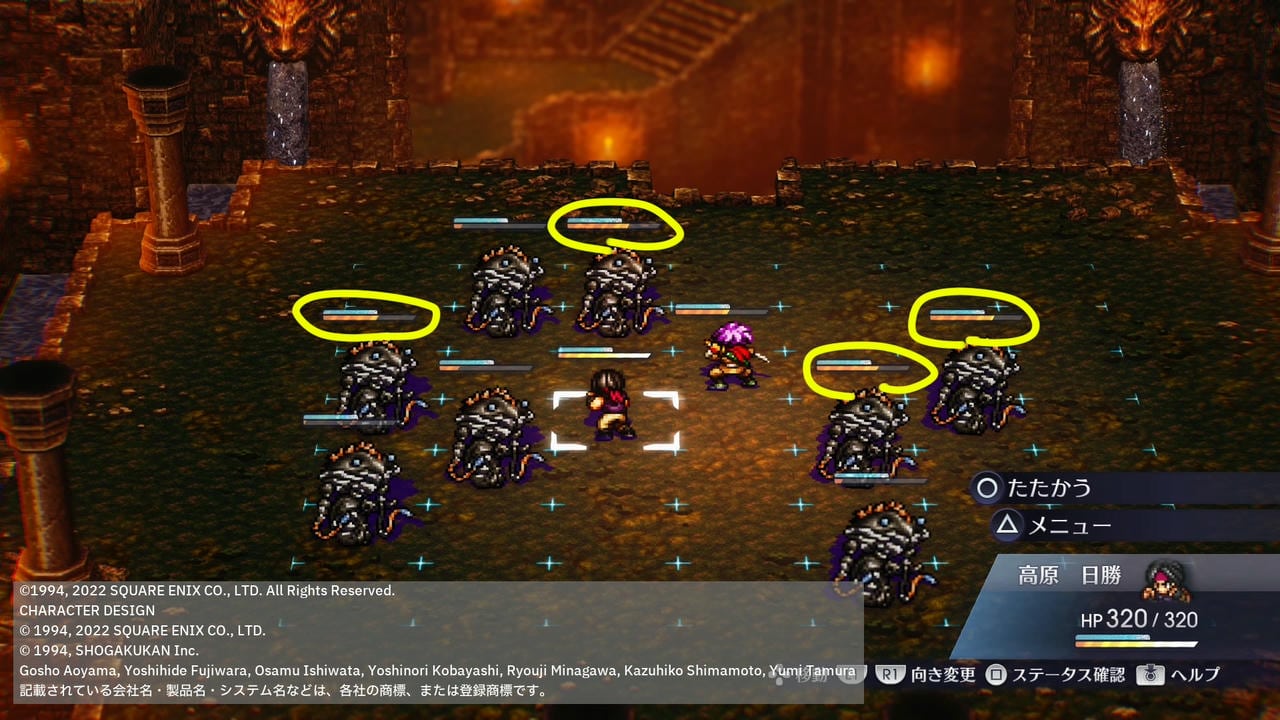 たたかう
メニュー
高原 日勝
HP 320 / 320
©1994, 2022 SQUARE ENIX CO., LTD. All Rights Reserved.
CHARACTER DESIGN
© 1994, 2022 SQUARE ENIX CO., LTD.
© 1994, SHOGAKUKAN Inc.
Gosho Aoyama, Yoshihide Fujiwara, Osamu Ishiwata, Yoshinori Kobayashi, Ryouji Minagawa, Kazuhiko Shimamoto, Yumi Tamura
記載されている会社名・製品名・システム名などは、各社の商標、または登録商標です。
移動 R1 向き変更 ステータス確認 ヘルプ